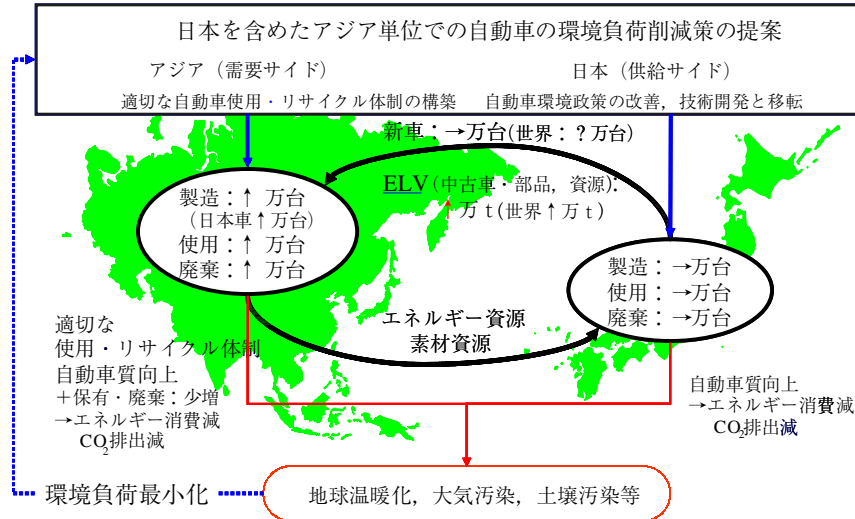 日本を含めたアジア単位での自動車の環境負荷削減策の提案
アジア（需要サイド）
適切な自動車使用・リサイクル体制の構築
日本（供給サイド）
自動車環境政策の改善，技術開発と移転
新車：→万台(世界：？万台)
ELV(中古車・部品，資源)：
↑万ｔ(世界↑万ｔ)
製造：↑ 万台
（日本車↑万台）
使用：↑ 万台
廃棄：↑ 万台
製造：→万台
使用：→万台
廃棄：→万台
エネルギー資源
素材資源
適切な
使用・リサイクル体制
自動車質向上
＋保有・廃棄：少増
→エネルギー消費減
CO2排出減
自動車質向上
→エネルギー消費減
CO2排出減
環境負荷最小化
地球温暖化，大気汚染，土壌汚染等